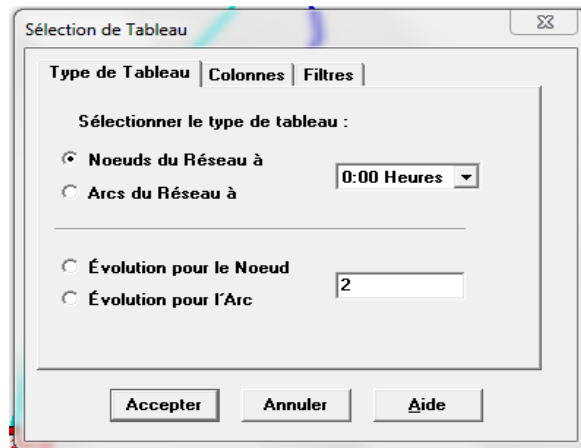 Sélection de Tableau
Type de Tableau Colonnes Filtres
Sélectionner le type de tableau :
Noeuds du Réseau à
0:00 Heures
Arcs du Réseau à
Évolution pour le Noeud
2
Évolution pour l'Arc
Accepter Annuler Aide